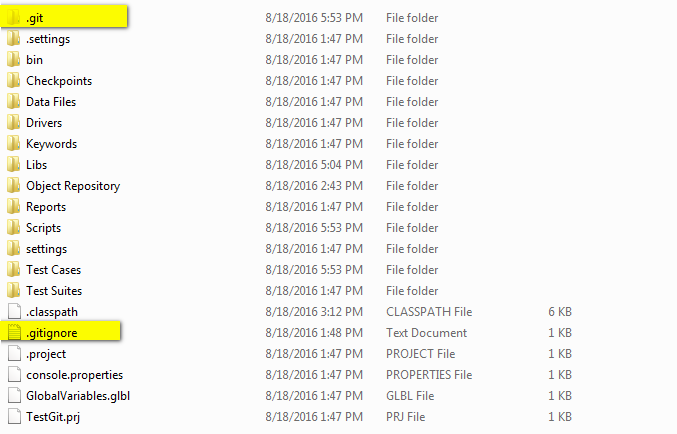 .git 8/18/2016 5:53 PM File folder
.settings 8/18/2016 1:47 PM File folder
bin 8/18/2016 1:47 PM File folder
Checkpoints 8/18/2016 1:47 PM File folder
Data Files 8/18/2016 1:47 PM File folder
Drivers 8/18/2016 1:47 PM File folder
Keywords 8/18/2016 1:47 PM File folder
Libs 8/18/2016 5:04 PM File folder
Object Repository 8/18/2016 2:43 PM File folder
Reports 8/18/2016 1:47 PM File folder
Scripts 8/18/2016 5:53 PM File folder
settings 8/18/2016 1:47 PM File folder
Test Cases 8/18/2016 5:53 PM File folder
Test Suites 8/18/2016 1:47 PM File folder
.classpath 8/18/2016 3:12 PM CLASSPATH File 6 KB
.gitignore 8/18/2016 1:48 PM Text Document 1 KB
.project 8/18/2016 1:47 PM PROJECT File 1 KB
console.properties 8/18/2016 1:47 PM PROPERTIES File 1 KB
GlobalVariables.glbl 8/18/2016 1:47 PM GLBL File 1 KB
TestGit.prj 8/18/2016 1:47 PM PRJ File 1 KB